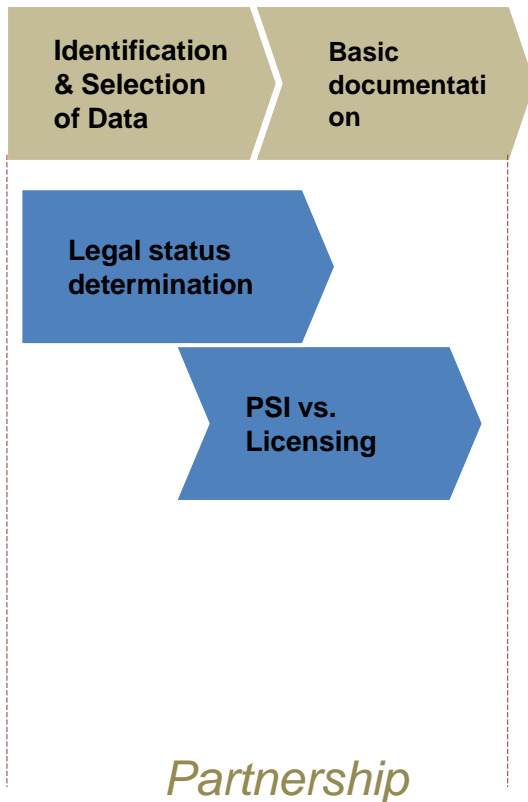 Identification
& Selection
of Data
Basic
documentati
on
Legal status
determination
PSI vs.
Licensing
Partnership